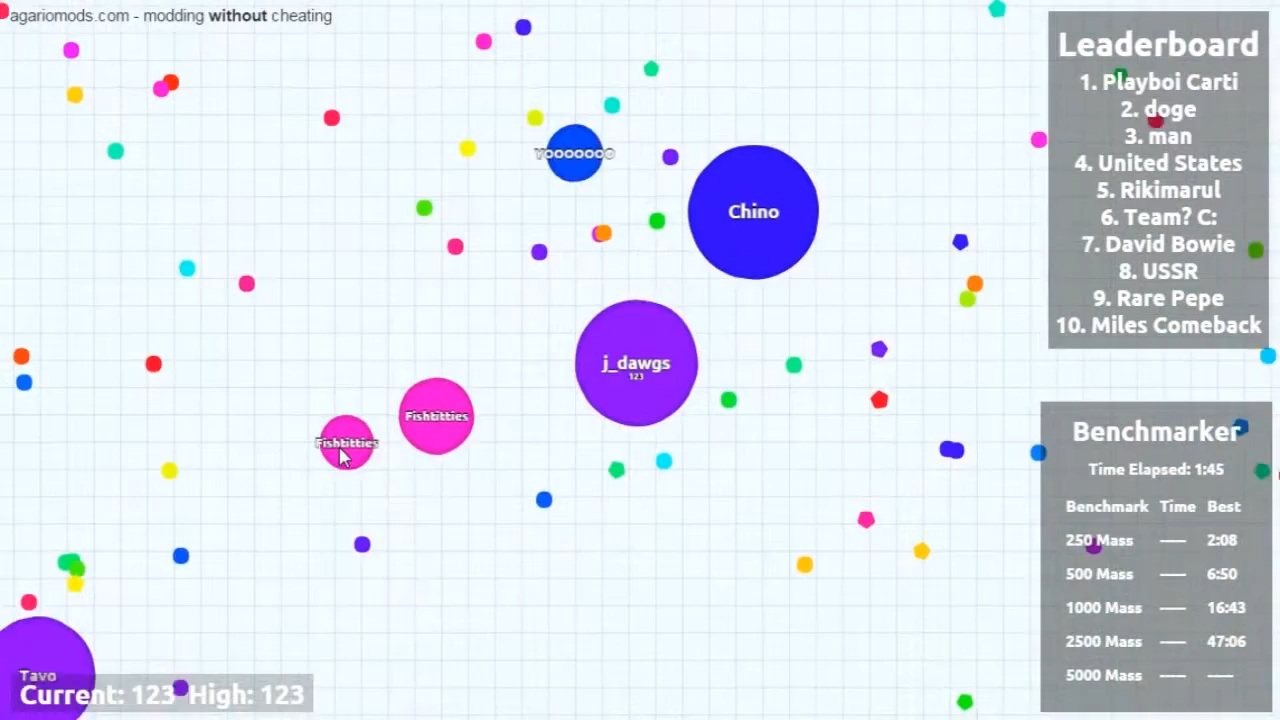 agariomods.com - modding without cheating
Leaderboard
1. Playboi Carti
2. doge
3. man
4. United States
5. Rikimarul
6. Team? C:
7. David Bowie
8. USSR
9. Rare Pepe
10. Miles Comeback
YOOOOOOO
Chino
j_dawgs
123
Fishtitties
Fishtitties
Benchmarker
Time Elapsed: 1:45
Benchmark Time Best
250 Mass —— 2:08
500 Mass —— 6:50
1000 Mass —— 16:43
2500 Mass —— 47:06
5000 Mass —— ——
Tavo
Current: 123 High: 123